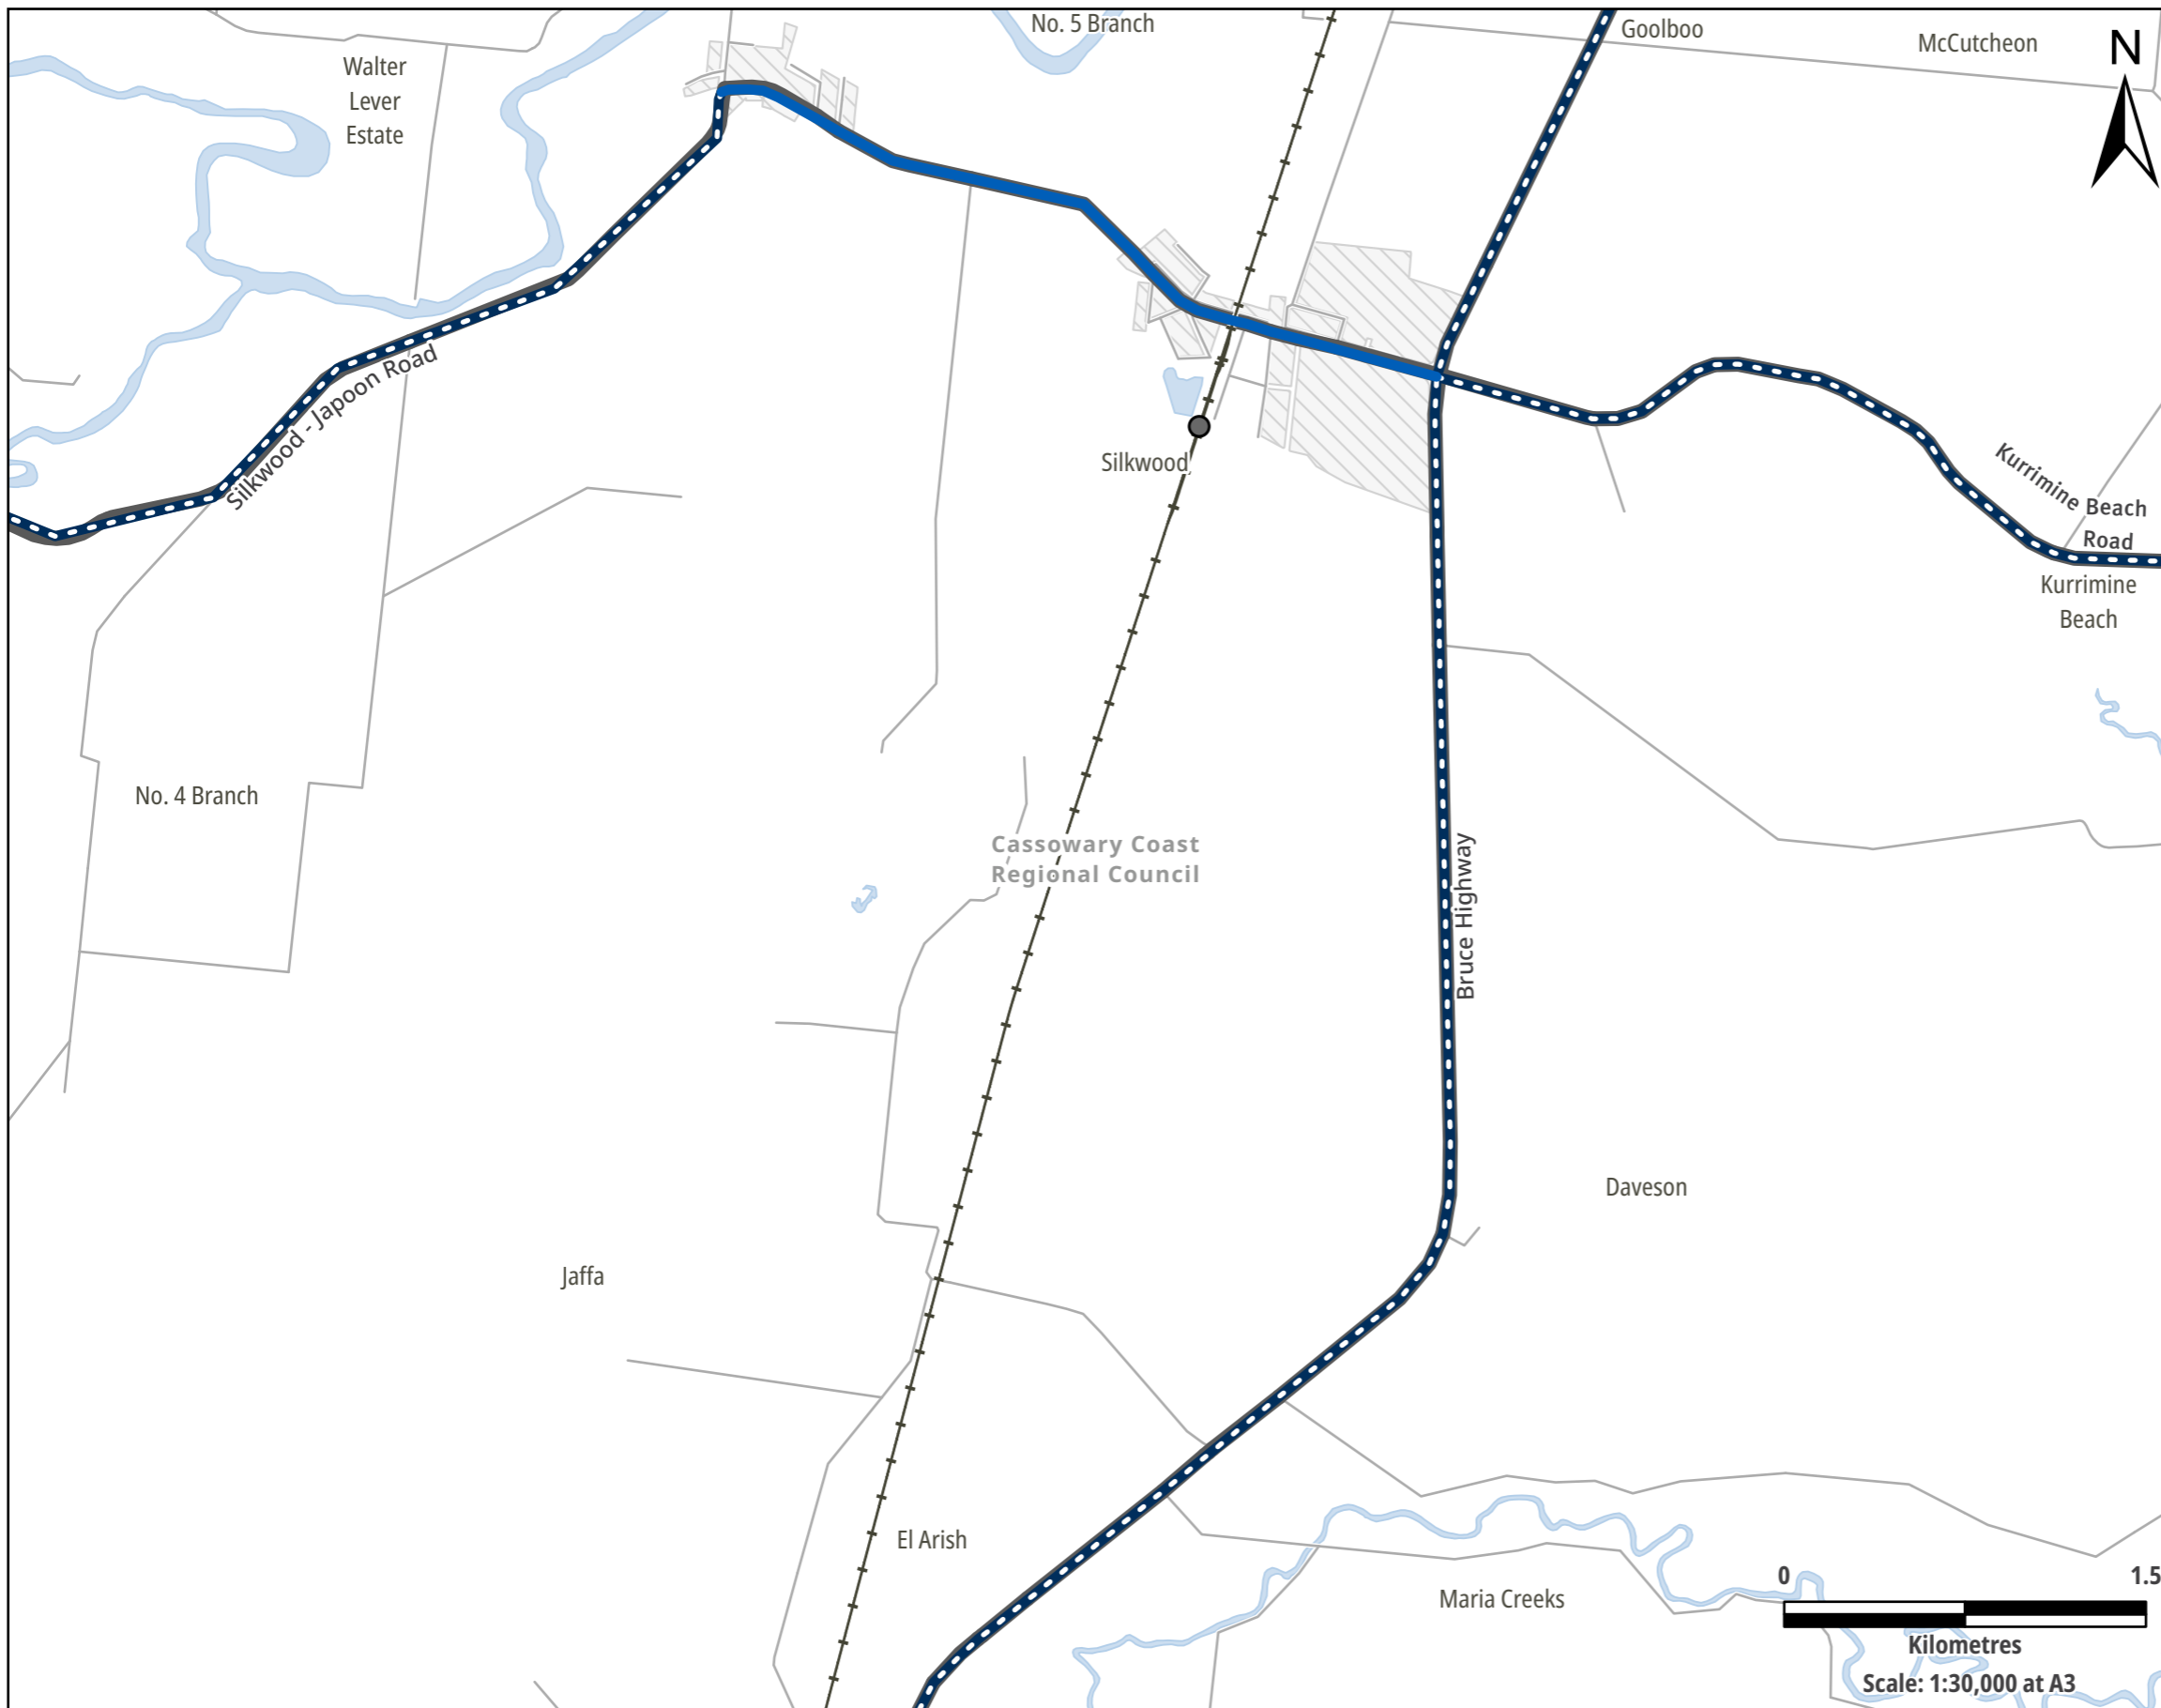 No. 5 Branch
Goolboo
McCutcheon
N
Walter
Lever
Estate
Silkwood - Japoon Road
Silkwood
Kurrimine Beach
Road
Kurrimine
Beach
No. 4 Branch
Cassowary Coast
Regional Council
Bruce Highway
Daveson
Jaffa
El Arish
Maria Creeks
0 1.5
Kilometres
Scale: 1:30,000 at A3